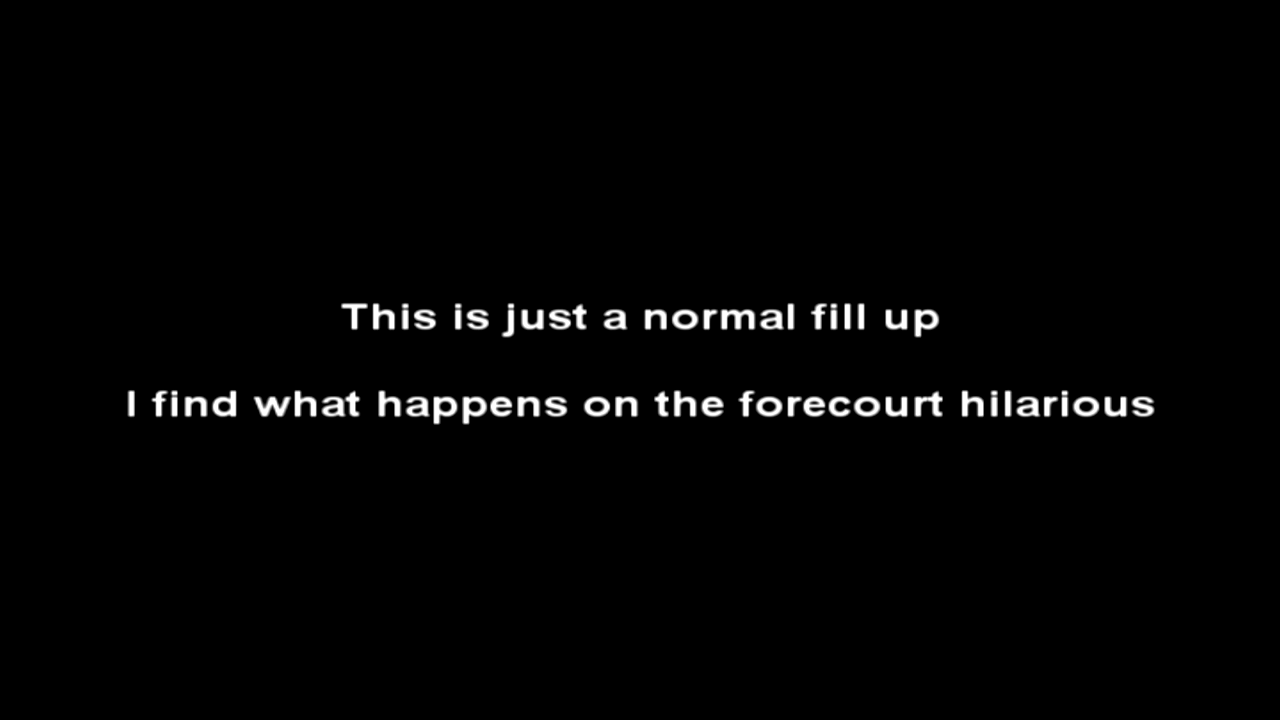 This is just a normal fill up
I find what happens on the forecourt hilarious